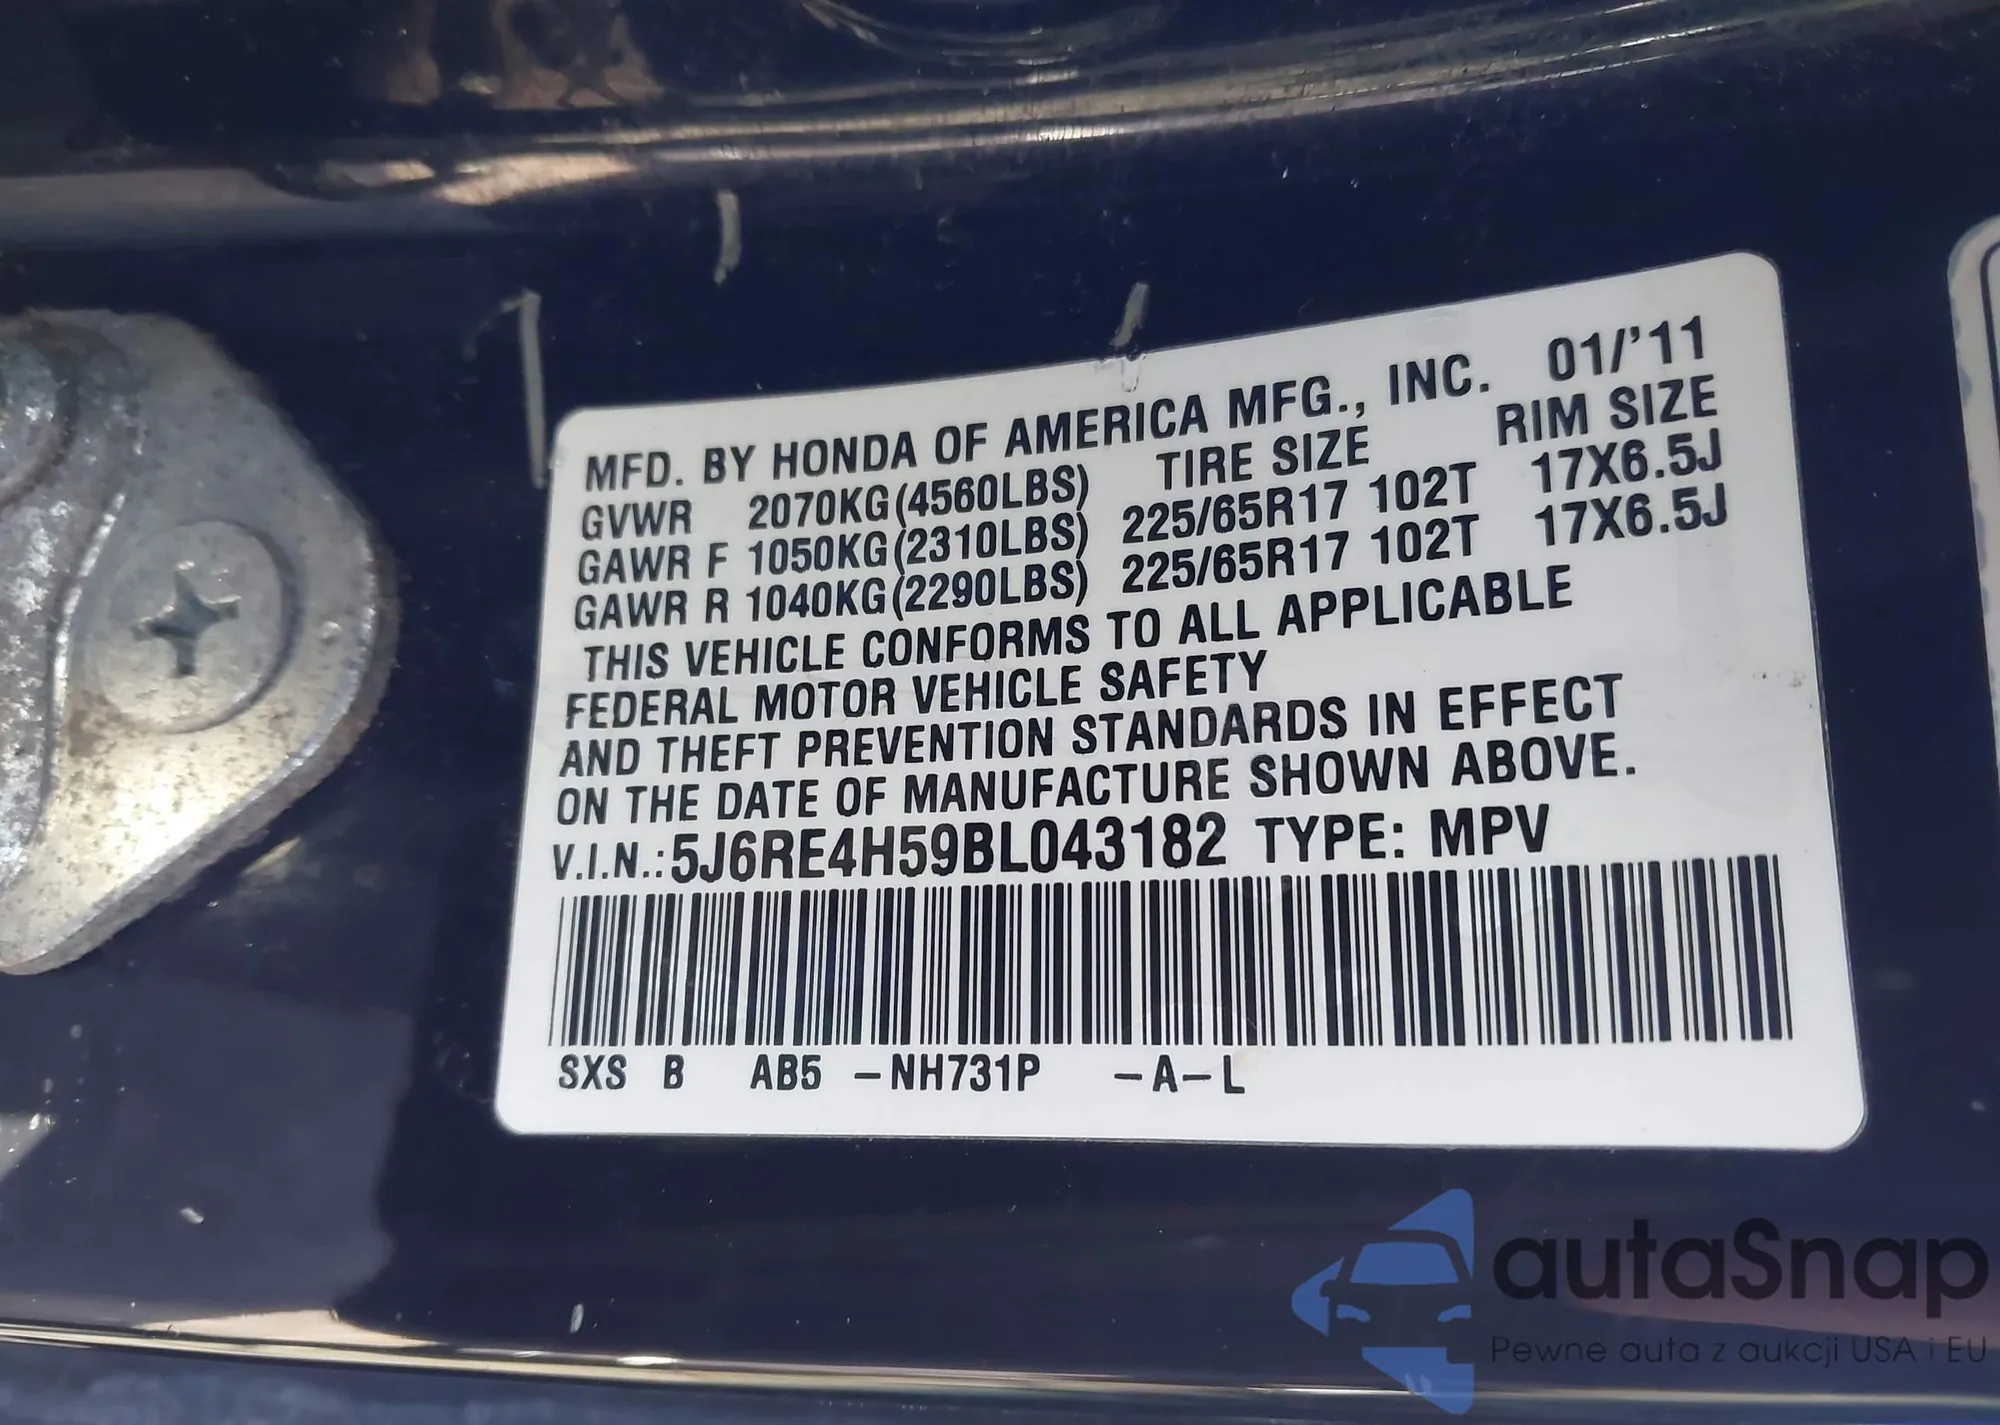 MFD. BY HONDA OF AMERICA MFG., INC. 01/'11
GVWR 2070KG(4560LBS) TIRE SIZE RIM SIZE
GAWR F 1050KG(2310LBS) 225/65R17 102T 17X6.5J
GAWR R 1040KG(2290LBS) 225/65R17 102T 17X6.5J
THIS VEHICLE CONFORMS TO ALL APPLICABLE
FEDERAL MOTOR VEHICLE SAFETY
AND THEFT PREVENTION STANDARDS IN EFFECT
ON THE DATE OF MANUFACTURE SHOWN ABOVE.
V.I.N.:5J6RE4H59BL043182 TYPE: MPV
SXS B AB5 -NH731P -A-L
autaSnap
Pewne auta z aukcji USA i EU